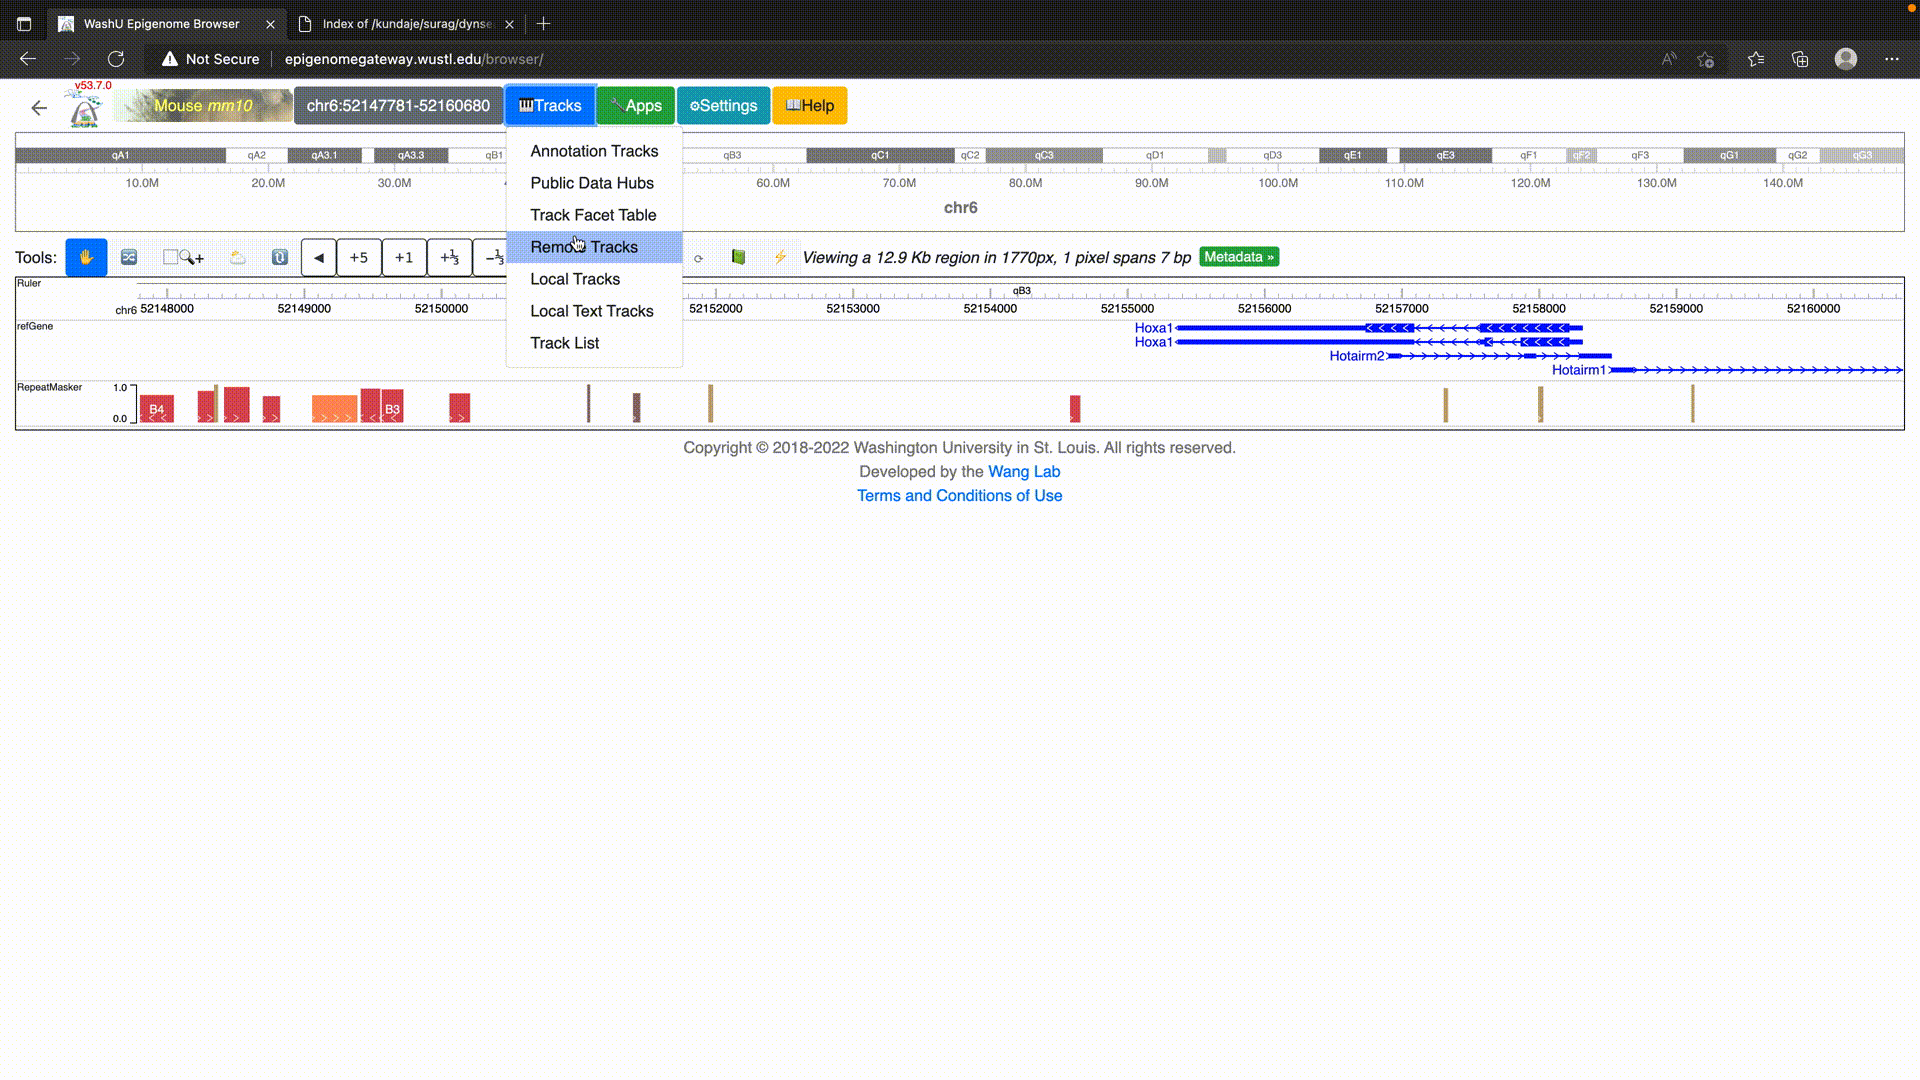 WashU Epigenome Browser
Index of /kundaje/surag/dynse
Not Secure
epigenomegateway.wustl.edu/browser/
v53.7.0
Mouse mm10
chr6:52147781-52160680
Tracks
Apps
Settings
Help
Annotation Tracks
Public Data Hubs
Track Facet Table
Remote Tracks
Local Tracks
Local Text Tracks
Track List
qA1 qA2 qA3.1 qA3.3 qB1 qB3 qC1 qC2 qC3 qD1 qD3 qE1 qE3 qF1 qF2 qF3 qG1 qG2 qG3
10.0M 20.0M 30.0M 60.0M 70.0M 80.0M 90.0M 100.0M 110.0M 120.0M 130.0M 140.0M
chr6
Tools: +5 +1 +⅓ -⅓ Viewing a 12.9 Kb region in 1770px, 1 pixel spans 7 bp Metadata »
Ruler
qB3
chr6 52148000 52149000 52150000 52152000 52153000 52154000 52155000 52156000 52157000 52158000 52159000 52160000
refGene
Hoxa1
Hoxa1
Hotairm2
Hotairm1
RepeatMasker
1.0
B4 B3
0.0
Copyright © 2018-2022 Washington University in St. Louis. All rights reserved.
Developed by the Wang Lab
Terms and Conditions of Use